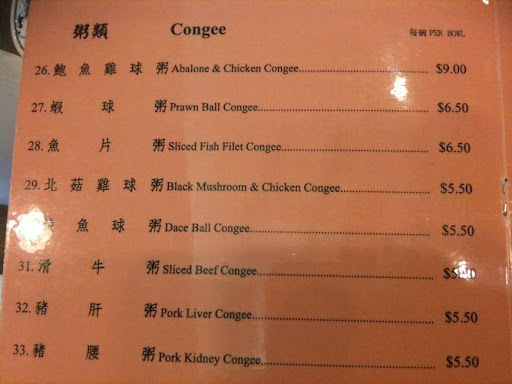 粥類 Congee 每碗 PER BOWL
26. 鮑魚雞球粥 Abalone & Chicken Congee $9.00
27. 蝦球粥 Prawn Ball Congee $6.50
28. 魚片粥 Sliced Fish Filet Congee $6.50
29. 北菇雞球粥 Black Mushroom & Chicken Congee $5.50
魚球粥 Dace Ball Congee $5.50
31. 滑牛粥 Sliced Beef Congee
32. 豬肝粥 Pork Liver Congee $5.50
33. 豬腰粥 Pork Kidney Congee $5.50